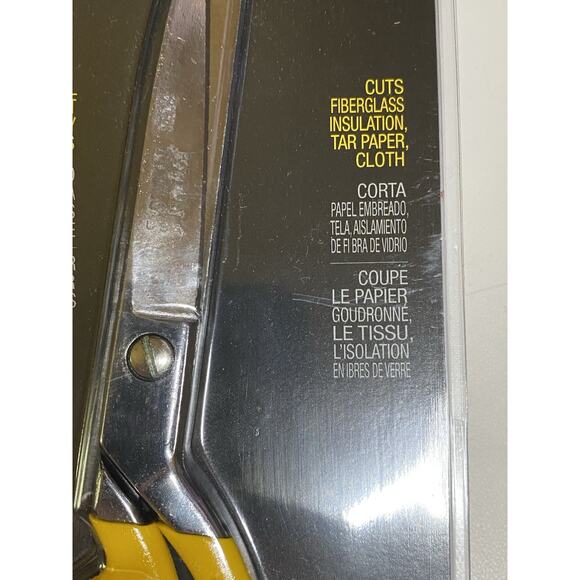 CUTS
FIBERGLASS
INSULATION,
TAR PAPER,
CLOTH
CORTA
PAPEL EMBREADO,
TELA, AISLAMIENTO
DE FI BRA DE VIDRIO
COUPE
LE PAPIER
GOUDRONNÉ,
LE TISSU,
L'ISOLATION
EN IBRES DE VERRE